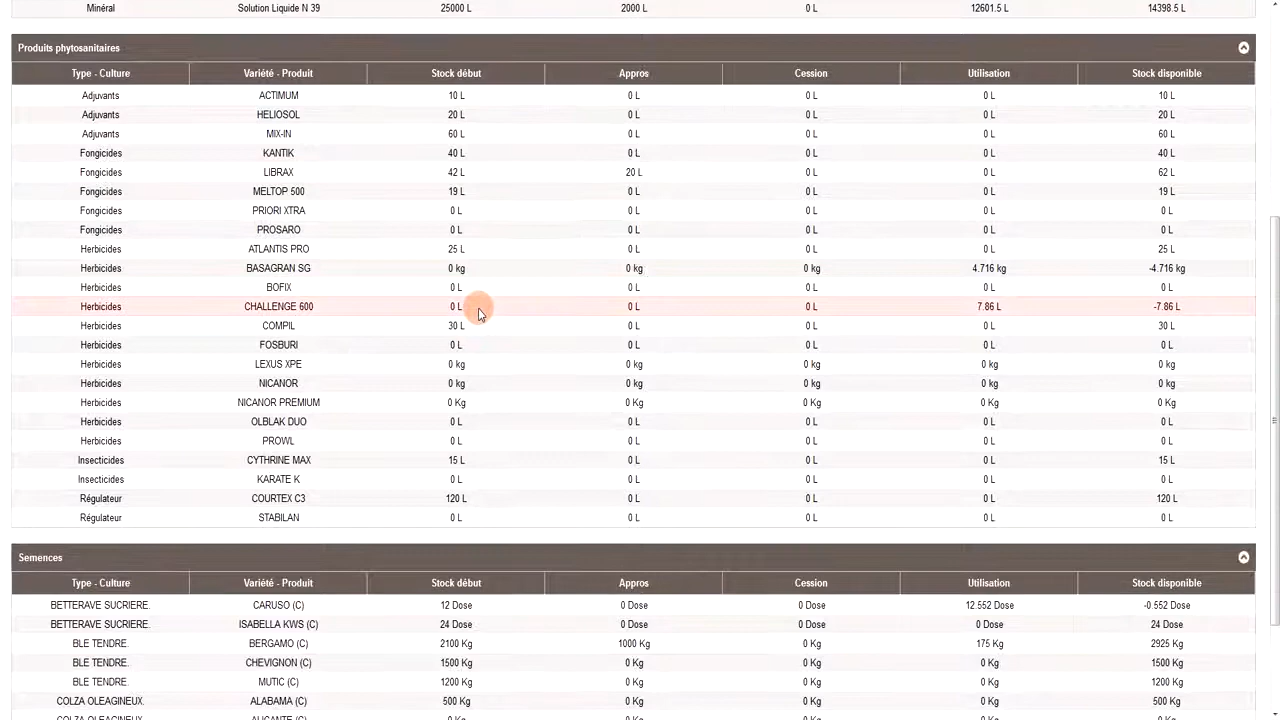 Minéral Solution Liquide N 39 25000 L 2000 L 0 L 12601.5 L 14398.5 L
Produits phytosanitaires
Type - Culture Variété - Produit Stock début Appros Cession Utilisation Stock disponible
Adjuvants ACTIMUM 10 L 0 L 0 L 0 L 10 L
Adjuvants HELIOSOL 20 L 0 L 0 L 0 L 20 L
Adjuvants MIX-IN 60 L 0 L 0 L 0 L 60 L
Fongicides KANTIK 40 L 0 L 0 L 0 L 40 L
Fongicides LIBRAX 42 L 20 L 0 L 0 L 62 L
Fongicides MELTOP 500 19 L 0 L 0 L 0 L 19 L
Fongicides PRIORI XTRA 0 L 0 L 0 L 0 L 0 L
Fongicides PROSARO 0 L 0 L 0 L 0 L 0 L
Herbicides ATLANTIS PRO 25 L 0 L 0 L 0 L 25 L
Herbicides BASAGRAN SG 0 kg 0 kg 0 kg 4.716 kg -4.716 kg
Herbicides BOFIX 0 L 0 L 0 L 0 L 0 L
Herbicides CHALLENGE 600 0 L 0 L 0 L 7.86 L -7.86 L
Herbicides COMPIL 30 L 0 L 0 L 0 L 30 L
Herbicides FOSBURI 0 L 0 L 0 L 0 L 0 L
Herbicides LEXUS XPE 0 kg 0 kg 0 kg 0 kg 0 kg
Herbicides NICANOR 0 kg 0 kg 0 kg 0 kg 0 kg
Herbicides NICANOR PREMIUM 0 Kg 0 Kg 0 Kg 0 Kg 0 Kg
Herbicides OLBLAK DUO 0 L 0 L 0 L 0 L 0 L
Herbicides PROWL 0 L 0 L 0 L 0 L 0 L
Insecticides CYTHRINE MAX 15 L 0 L 0 L 0 L 15 L
Insecticides KARATE K 0 L 0 L 0 L 0 L 0 L
Régulateur COURTEX C3 120 L 0 L 0 L 0 L 120 L
Régulateur STABILAN 0 L 0 L 0 L 0 L 0 L
Semences
Type - Culture Variété - Produit Stock début Appros Cession Utilisation Stock disponible
BETTERAVE SUCRIERE. CARUSO (C) 12 Dose 0 Dose 0 Dose 12.552 Dose -0.552 Dose
BETTERAVE SUCRIERE. ISABELLA KWS (C) 24 Dose 0 Dose 0 Dose 0 Dose 24 Dose
BLE TENDRE. BERGAMO (C) 2100 Kg 1000 Kg 0 Kg 175 Kg 2925 Kg
BLE TENDRE. CHEVIGNON (C) 1500 Kg 0 Kg 0 Kg 0 Kg 1500 Kg
BLE TENDRE. MUTIC (C) 1200 Kg 0 Kg 0 Kg 0 Kg 1200 Kg
COLZA OLEAGINEUX. ALABAMA (C) 500 Kg 0 Kg 0 Kg 0 Kg 500 Kg
COLZA OLEAGINEUX. ALICANTE (C) 0 Kg 0 Kg 0 Kg 0 Kg 0 Kg